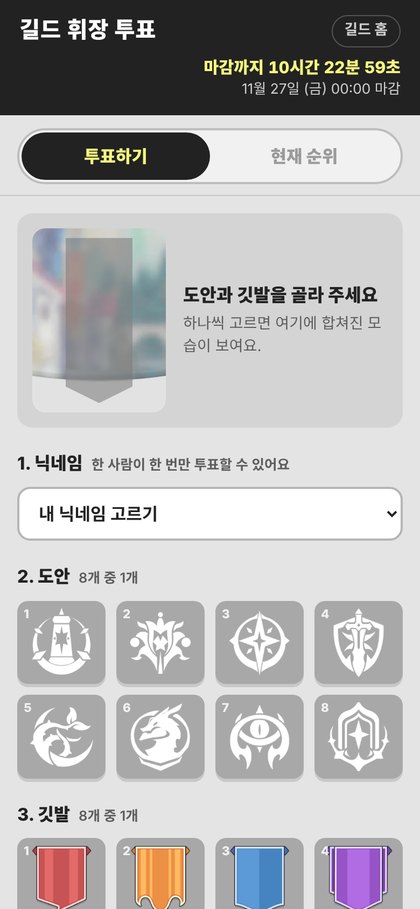 길드 휘장 투표
길드 홈
마감까지 10시간 22분 59초
11월 27일 (금) 00:00 마감
투표하기
현재 순위
도안과 깃발을 골라 주세요
하나씩 고르면 여기에 합쳐진 모
습이 보여요.
1. 닉네임 한 사람이 한 번만 투표할 수 있어요
내 닉네임 고르기
2. 도안 8개 중 1개
1 2 3 4
5 6 7 8
3. 깃발 8개 중 1개
1 2 3 4